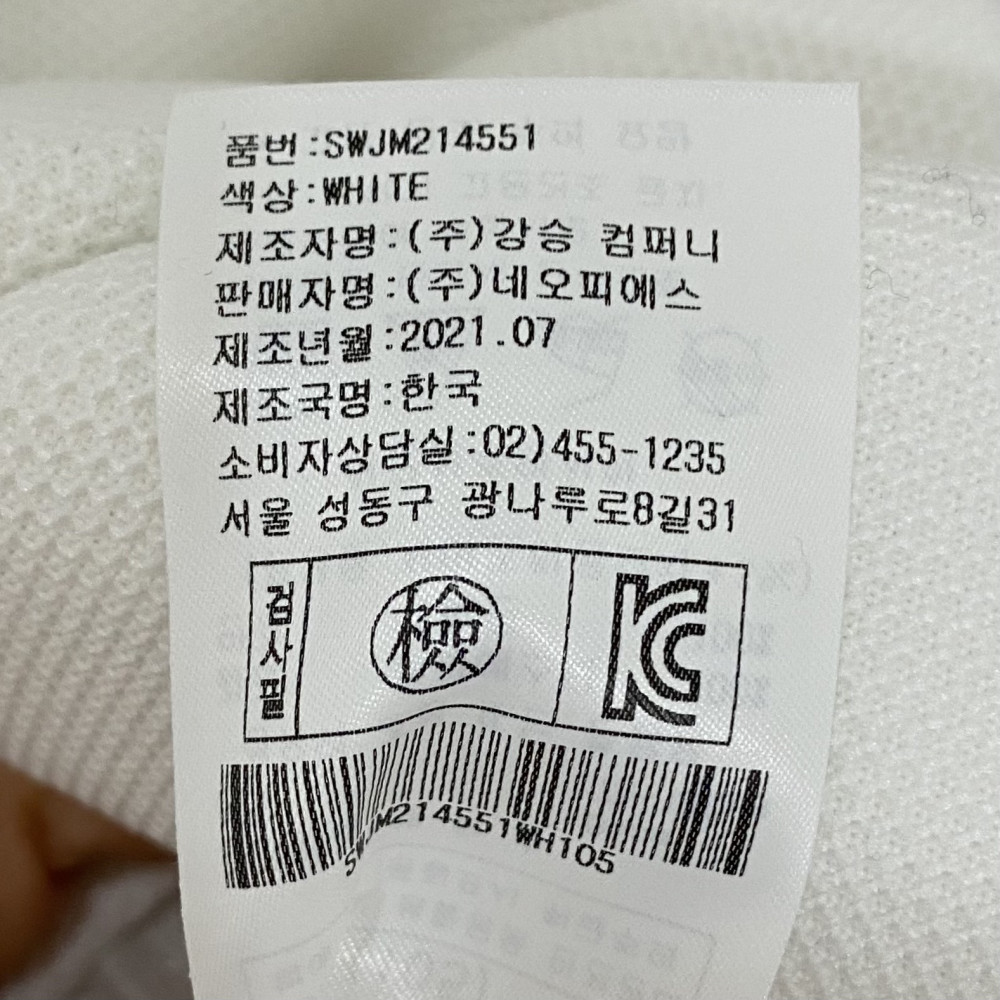 품번:SWJM214551
색상:WHITE
제조자명:(주)강승 컴퍼니
판매자명:(주)네오피에스
제조년월:2021.07
제조국명:한국
소비자상담실:02)455-1235
서울 성동구 광나루로8길31
검사필
檢
KC
SWJM214551WH105